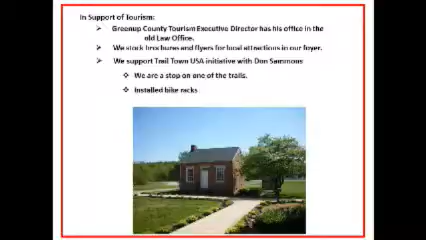 In Support of Tourism:
Greenup County Tourism Executive Director has his office in the
old Law Office.
We stock brochures and flyers for local attractions in our foyer.
We support Trail Town USA initiative with Don Sammons
We are a stop on one of the trails.
Installed bike racks